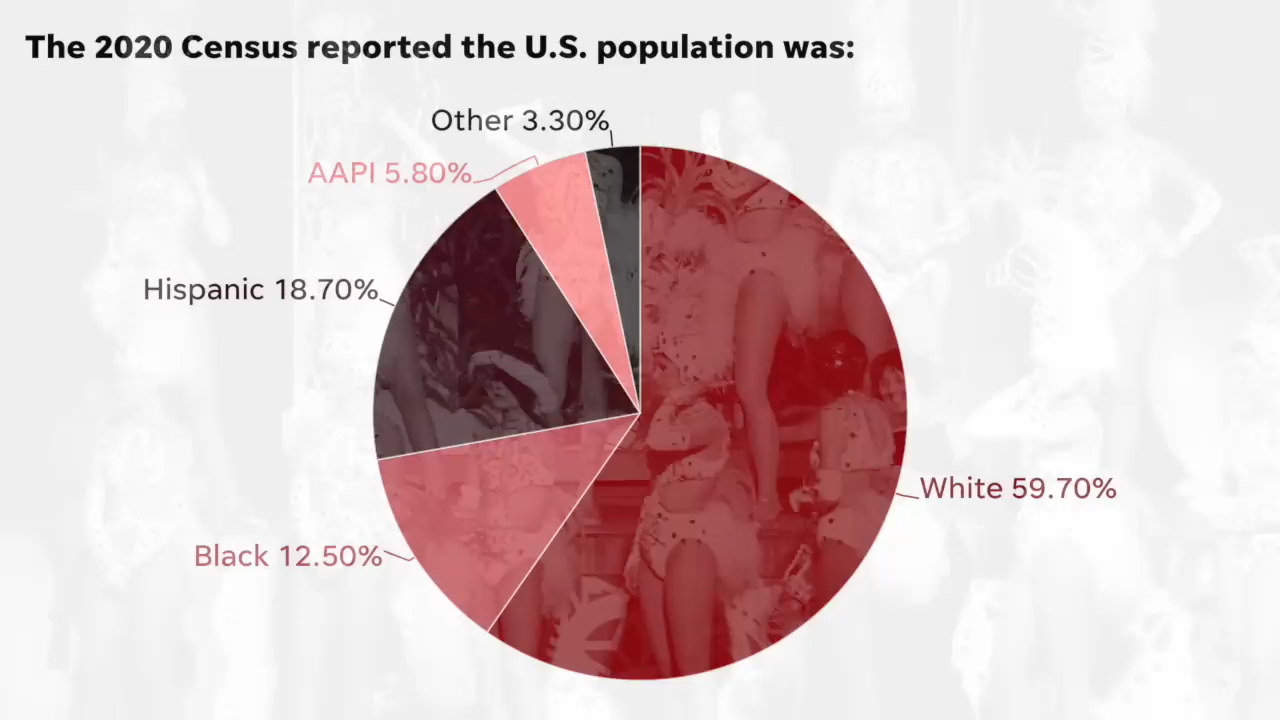 The 2020 Census reported the U.S. population was:
Other 3.30%
AAPI 5.80%
Hispanic 18.70%
White 59.70%
Black 12.50%